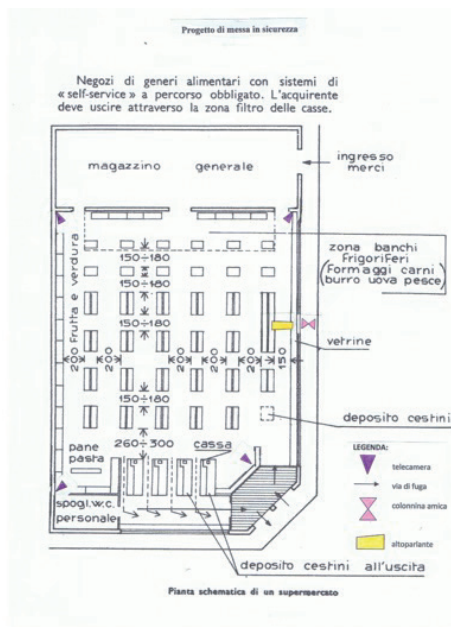 Progetto di messa in sicurezza
Negozi di generi alimentari con sistemi di
«self-service» a percorso obbligato. L'acquirente
deve uscire attraverso la zona filtro delle casse.
magazzino generale
ingresso
merci
frutta e verdura
150÷180
zona banchi
Frigoriferi
(Formaggi carni
burro uova pesce)
150÷180
vetrine
200
200
200
200
150
150÷180
deposito cestini
260÷300
cassa
pane
pasta
spogl. w.c.
personale
LEGENDA:
telecamera
via di fuga
colonnina amica
altoparlante
deposito cestini all'uscita
Pianta schematica di un supermercato